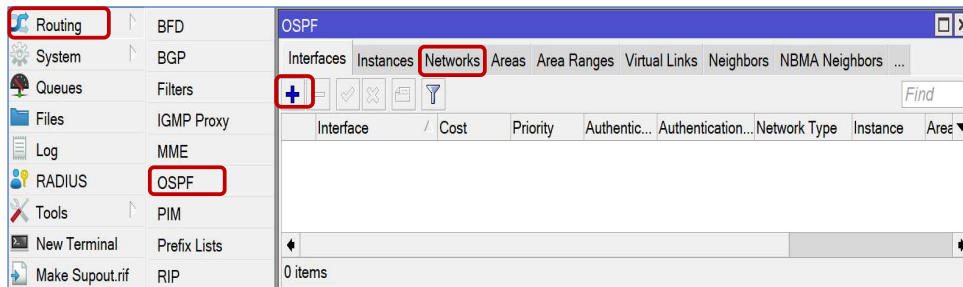 Routing
System
Queues
Files
Log
RADIUS
Tools
New Terminal
Make Supout.rif
BFD
BGP
Filters
IGMP Proxy
MME
OSPF
PIM
Prefix Lists
RIP
OSPF
Interfaces Instances Networks Areas Area Ranges Virtual Links Neighbors NBMA Neighbors ...
Find
Interface Cost Priority Authentic... Authentication... Network Type Instance Area
0 items